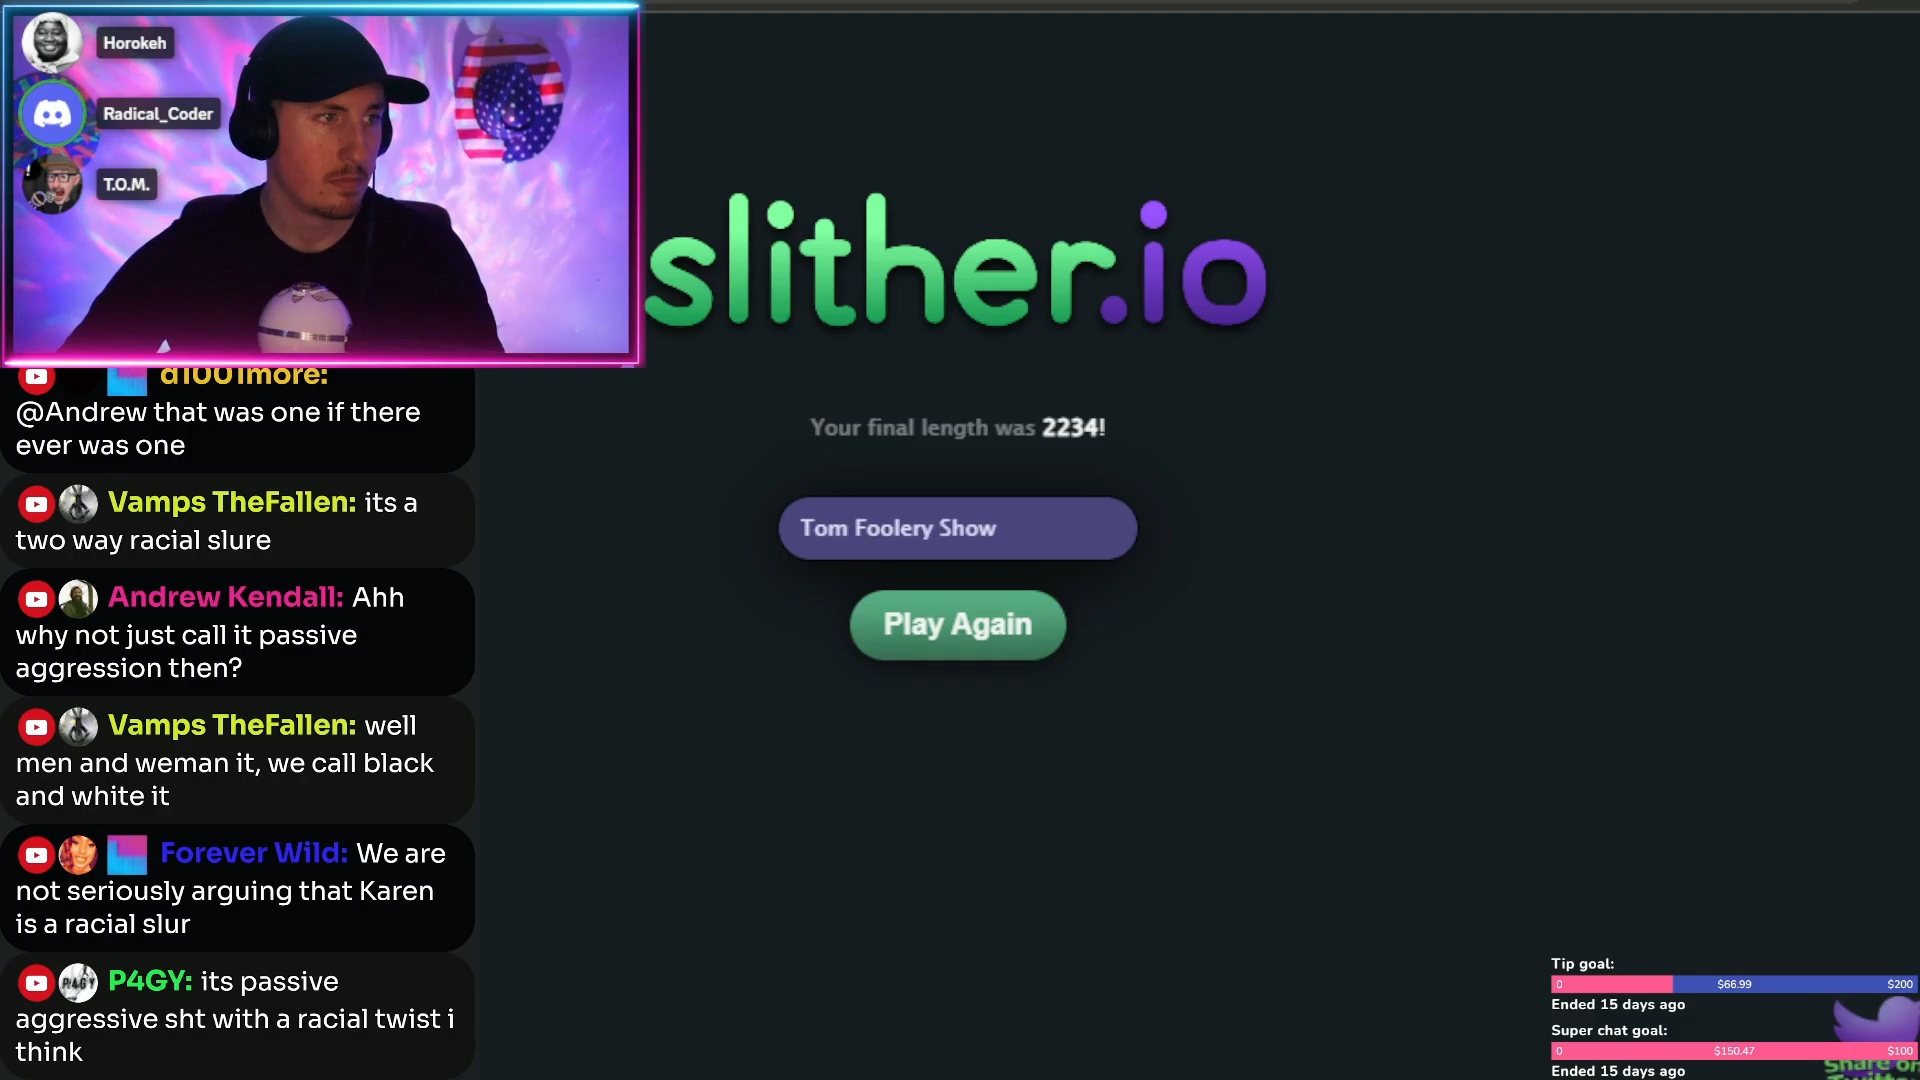 Horokeh
Radical_Coder
T.O.M.
slither.io
Your final length was 2234!
Tom Foolery Show
Play Again
d1001more:
@Andrew that was one if there
ever was one
Vamps TheFallen: its a
two way racial slure
Andrew Kendall: Ahh
why not just call it passive
aggression then?
Vamps TheFallen: well
men and weman it, we call black
and white it
Forever Wild: We are
not seriously arguing that Karen
is a racial slur
P4GY: its passive
aggressive sht with a racial twist i
think
Tip goal:
0 $66.99 $200
Ended 15 days ago
Super chat goal:
0 $150.47 $100
Ended 15 days ago
Share on